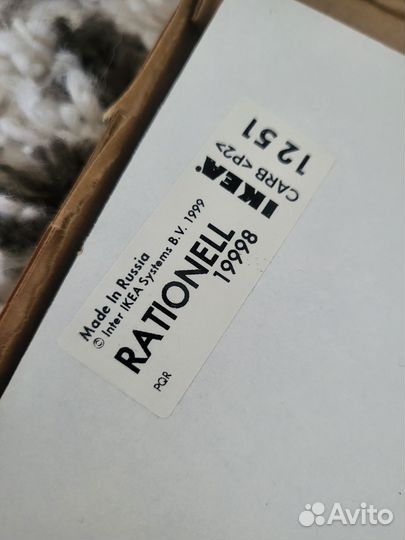 Made In Russia
© Inter IKEA Systems B.V. 1999
RATIONELL
19998
PQR
IKEA®
CARB <P2>
12 51
Avito